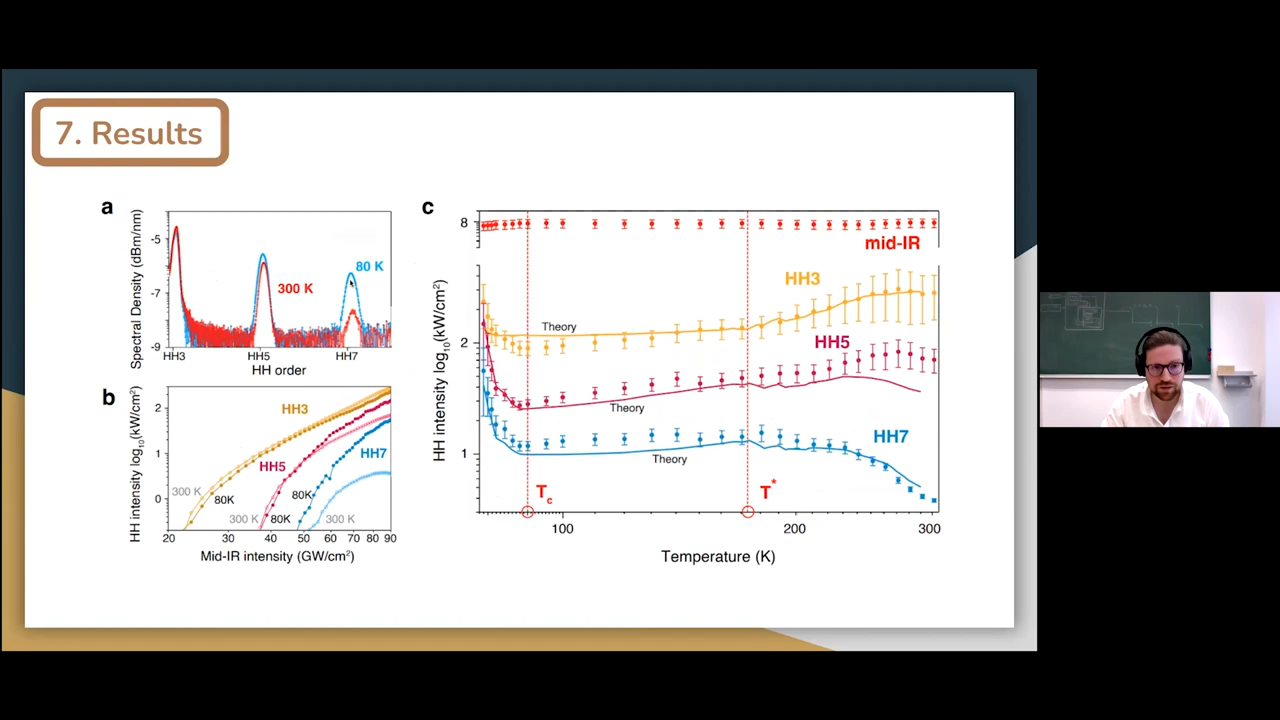 7. Results
a
Spectral Density (dBm/nm)
-5
-7
-9
80 K
300 K
HH3
HH5
HH7
HH order
b
HH intensity log10(kW/cm²)
2
1
0
HH3
HH5
HH7
300 K
80K
300 K
80K
80K
300 K
20
30
40
50
60
70
80
90
Mid-IR intensity (GW/cm²)
c
HH intensity log10(kW/cm²)
8
2
1
mid-IR
HH3
Theory
HH5
Theory
HH7
Theory
Tc
T*
100
200
300
Temperature (K)